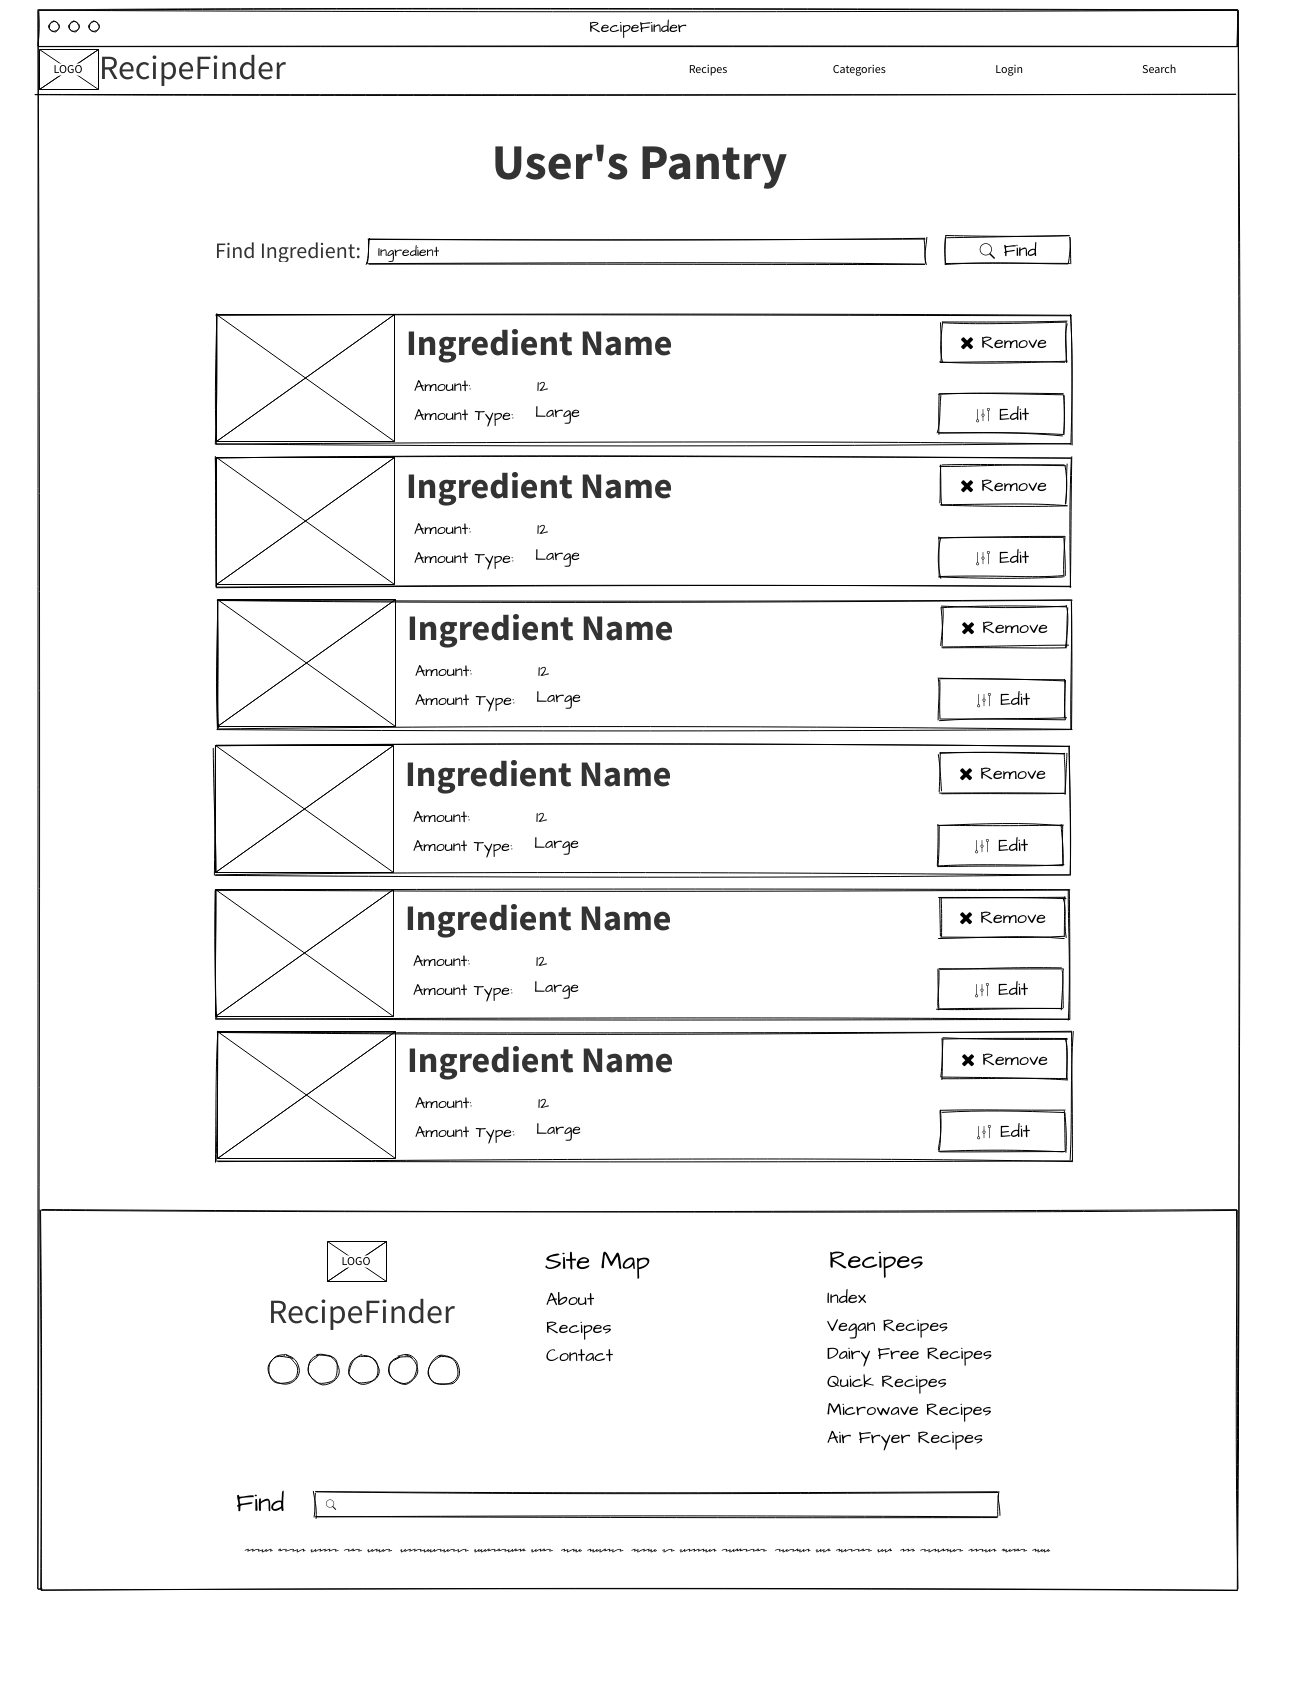 RecipeFinder
LOGO RecipeFinder Recipes Categories Login Search
User's Pantry
Find Ingredient: Ingredient Find
Ingredient Name Remove
Amount: 12
Amount Type: Large Edit
Ingredient Name Remove
Amount: 12
Amount Type: Large Edit
Ingredient Name Remove
Amount: 12
Amount Type: Large Edit
Ingredient Name Remove
Amount: 12
Amount Type: Large Edit
Ingredient Name Remove
Amount: 12
Amount Type: Large Edit
Ingredient Name Remove
Amount: 12
Amount Type: Large Edit
LOGO
RecipeFinder
Site Map
About
Recipes
Contact
Recipes
Index
Vegan Recipes
Dairy Free Recipes
Quick Recipes
Microwave Recipes
Air Fryer Recipes
Find